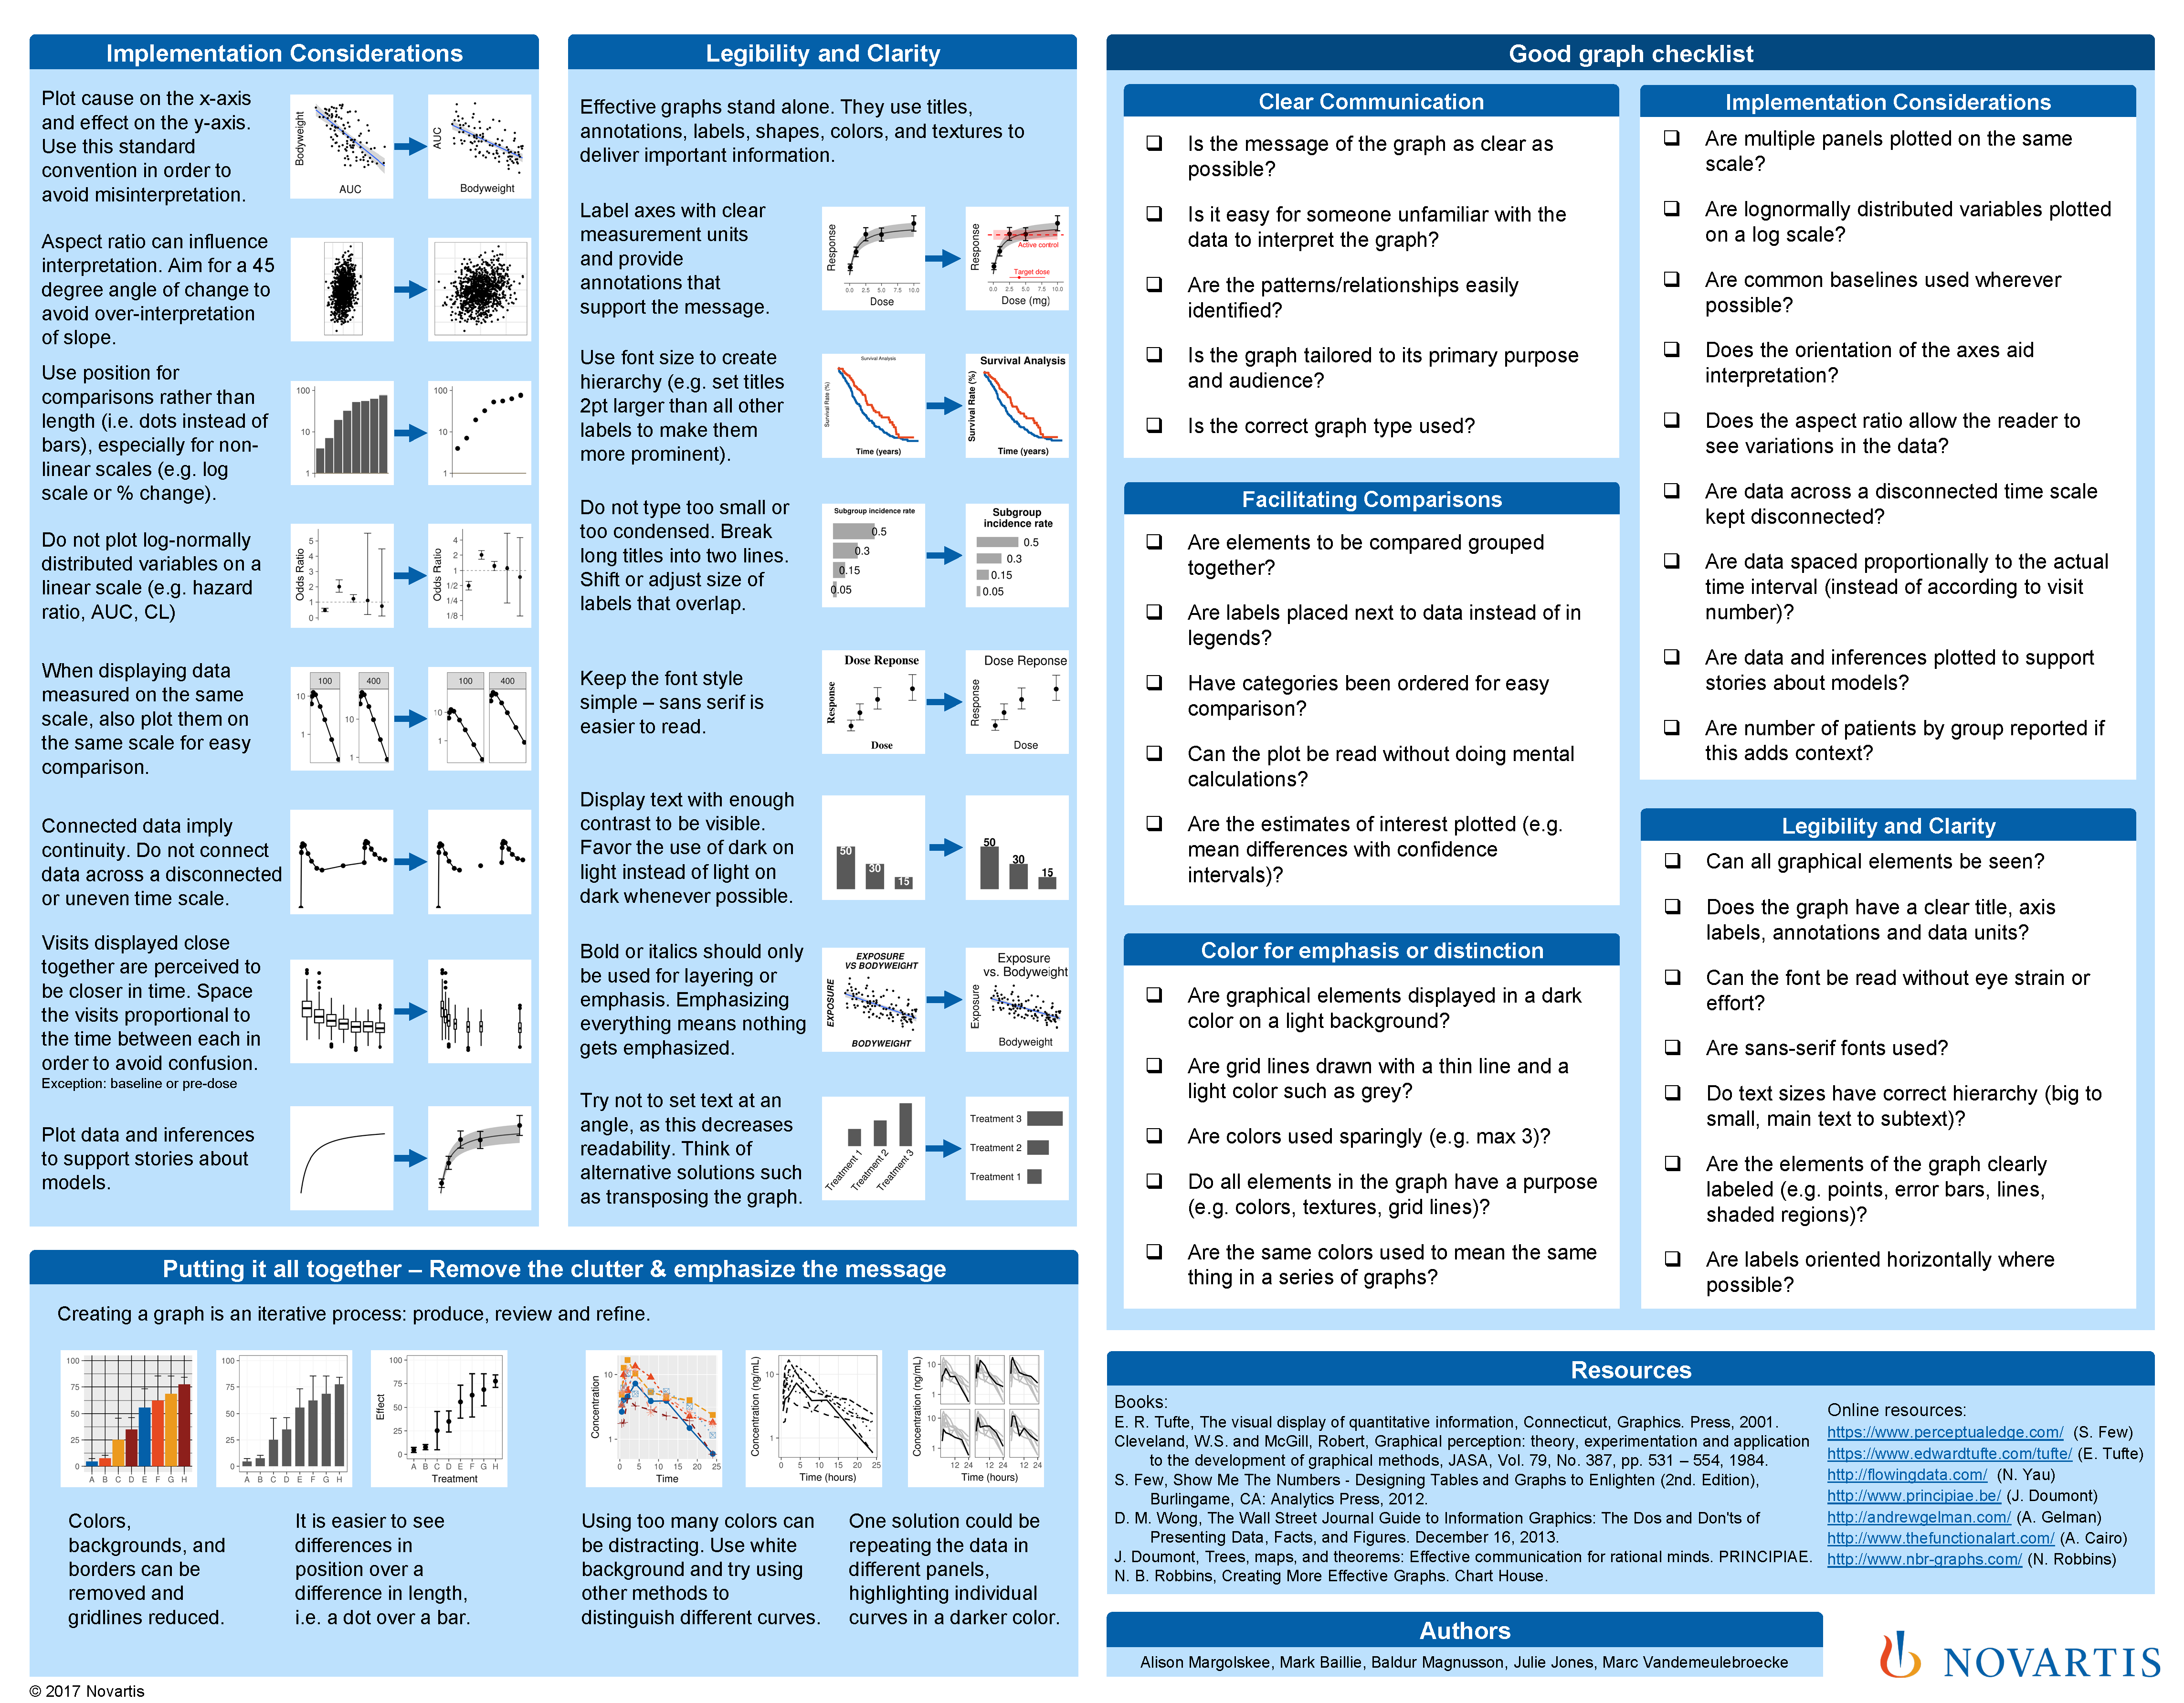 Implementation Considerations
Plot cause on the x-axis
and effect on the y-axis.
Use this standard
convention in order to
avoid misinterpretation.
Bodyweight
AUC
AUC
Bodyweight
Aspect ratio can influence
interpretation. Aim for a 45
degree angle of change to
avoid over-interpretation
of slope.
Use position for
comparisons rather than
length (i.e. dots instead of
bars), especially for non-
linear scales (e.g. log
scale or % change).
100
10
1
100
10
1
Do not plot log-normally
distributed variables on a
linear scale (e.g. hazard
ratio, AUC, CL)
Odds Ratio
5
4
3
2
1
0
Odds Ratio
4
2
1
1/2
1/4
1/8
When displaying data
measured on the same
scale, also plot them on
the same scale for easy
comparison.
100
400
10
1
10
1
100
400
10
1
Connected data imply
continuity. Do not connect
data across a disconnected
or uneven time scale.
Visits displayed close
together are perceived to
be closer in time. Space
the visits proportional to
the time between each in
order to avoid confusion.
Exception: baseline or pre-dose
Plot data and inferences
to support stories about
models.
Legibility and Clarity
Effective graphs stand alone. They use titles,
annotations, labels, shapes, colors, and textures to
deliver important information.
Label axes with clear
measurement units
and provide
annotations that
support the message.
Response
0.0 2.5 5.0 7.5 10.0
Dose
Response
Active control
Target dose
0.0 2.5 5.0 7.5 10.0
Dose (mg)
Use font size to create
hierarchy (e.g. set titles
2pt larger than all other
labels to make them
more prominent).
Survival Analysis
Survival Rate (%)
Time (years)
Survival Analysis
Survival Rate (%)
Time (years)
Do not type too small or
too condensed. Break
long titles into two lines.
Shift or adjust size of
labels that overlap.
Subgroup incidence rate
0.5
0.3
0.15
0.05
Subgroup
incidence rate
0.5
0.3
0.15
0.05
Keep the font style
simple – sans serif is
easier to read.
Dose Reponse
Response
Dose
Dose Reponse
Response
Dose
Display text with enough
contrast to be visible.
Favor the use of dark on
light instead of light on
dark whenever possible.
50
30
15
50
30
15
Bold or italics should only
be used for layering or
emphasis. Emphasizing
everything means nothing
gets emphasized.
EXPOSURE
VS BODYWEIGHT
EXPOSURE
BODYWEIGHT
Exposure
vs. Bodyweight
Exposure
Bodyweight
Try not to set text at an
angle, as this decreases
readability. Think of
alternative solutions such
as transposing the graph.
Treatment 1
Treatment 2
Treatment 3
Treatment 3
Treatment 2
Treatment 1
Putting it all together – Remove the clutter & emphasize the message
Creating a graph is an iterative process: produce, review and refine.
100
75
50
25
0
A B C D E F G H
100
75
50
25
0
A B C D E F G H
Effect
100
75
50
25
0
A B C D E F G H
Treatment
Concentration
10
1
0 5 10 15 20 25
Time
Concentration (ng/mL)
10
1
0 5 10 15 20 25
Time (hours)
Concentration (ng/mL)
10
1
10
1
12 24 12 24 12 24
Time (hours)
Colors,
backgrounds, and
borders can be
removed and
gridlines reduced.
It is easier to see
differences in
position over a
difference in length,
i.e. a dot over a bar.
Using too many colors can
be distracting. Use white
background and try using
other methods to
distinguish different curves.
One solution could be
repeating the data in
different panels,
highlighting individual
curves in a darker color.
© 2017 Novartis
Good graph checklist
Clear Communication
❑ Is the message of the graph as clear as
possible?
❑ Is it easy for someone unfamiliar with the
data to interpret the graph?
❑ Are the patterns/relationships easily
identified?
❑ Is the graph tailored to its primary purpose
and audience?
❑ Is the correct graph type used?
Facilitating Comparisons
❑ Are elements to be compared grouped
together?
❑ Are labels placed next to data instead of in
legends?
❑ Have categories been ordered for easy
comparison?
❑ Can the plot be read without doing mental
calculations?
❑ Are the estimates of interest plotted (e.g.
mean differences with confidence
intervals)?
Color for emphasis or distinction
❑ Are graphical elements displayed in a dark
color on a light background?
❑ Are grid lines drawn with a thin line and a
light color such as grey?
❑ Are colors used sparingly (e.g. max 3)?
❑ Do all elements in the graph have a purpose
(e.g. colors, textures, grid lines)?
❑ Are the same colors used to mean the same
thing in a series of graphs?
Implementation Considerations
❑ Are multiple panels plotted on the same
scale?
❑ Are lognormally distributed variables plotted
on a log scale?
❑ Are common baselines used wherever
possible?
❑ Does the orientation of the axes aid
interpretation?
❑ Does the aspect ratio allow the reader to
see variations in the data?
❑ Are data across a disconnected time scale
kept disconnected?
❑ Are data spaced proportionally to the actual
time interval (instead of according to visit
number)?
❑ Are data and inferences plotted to support
stories about models?
❑ Are number of patients by group reported if
this adds context?
Legibility and Clarity
❑ Can all graphical elements be seen?
❑ Does the graph have a clear title, axis
labels, annotations and data units?
❑ Can the font be read without eye strain or
effort?
❑ Are sans-serif fonts used?
❑ Do text sizes have correct hierarchy (big to
small, main text to subtext)?
❑ Are the elements of the graph clearly
labeled (e.g. points, error bars, lines,
shaded regions)?
❑ Are labels oriented horizontally where
possible?
Resources
Books:
E. R. Tufte, The visual display of quantitative information, Connecticut, Graphics. Press, 2001.
Cleveland, W.S. and McGill, Robert, Graphical perception: theory, experimentation and application
to the development of graphical methods, JASA, Vol. 79, No. 387, pp. 531 – 554, 1984.
S. Few, Show Me The Numbers - Designing Tables and Graphs to Enlighten (2nd. Edition),
Burlingame, CA: Analytics Press, 2012.
D. M. Wong, The Wall Street Journal Guide to Information Graphics: The Dos and Don'ts of
Presenting Data, Facts, and Figures. December 16, 2013.
J. Doumont, Trees, maps, and theorems: Effective communication for rational minds. PRINCIPIAE.
N. B. Robbins, Creating More Effective Graphs. Chart House.
Online resources:
https://www.perceptualedge.com/ (S. Few)
https://www.edwardtufte.com/tufte/ (E. Tufte)
http://flowingdata.com/ (N. Yau)
http://www.principiae.be/ (J. Doumont)
http://andrewgelman.com/ (A. Gelman)
http://www.thefunctionalart.com/ (A. Cairo)
http://www.nbr-graphs.com/ (N. Robbins)
Authors
Alison Margolskee, Mark Baillie, Baldur Magnusson, Julie Jones, Marc Vandemeulebroecke
NOVARTIS